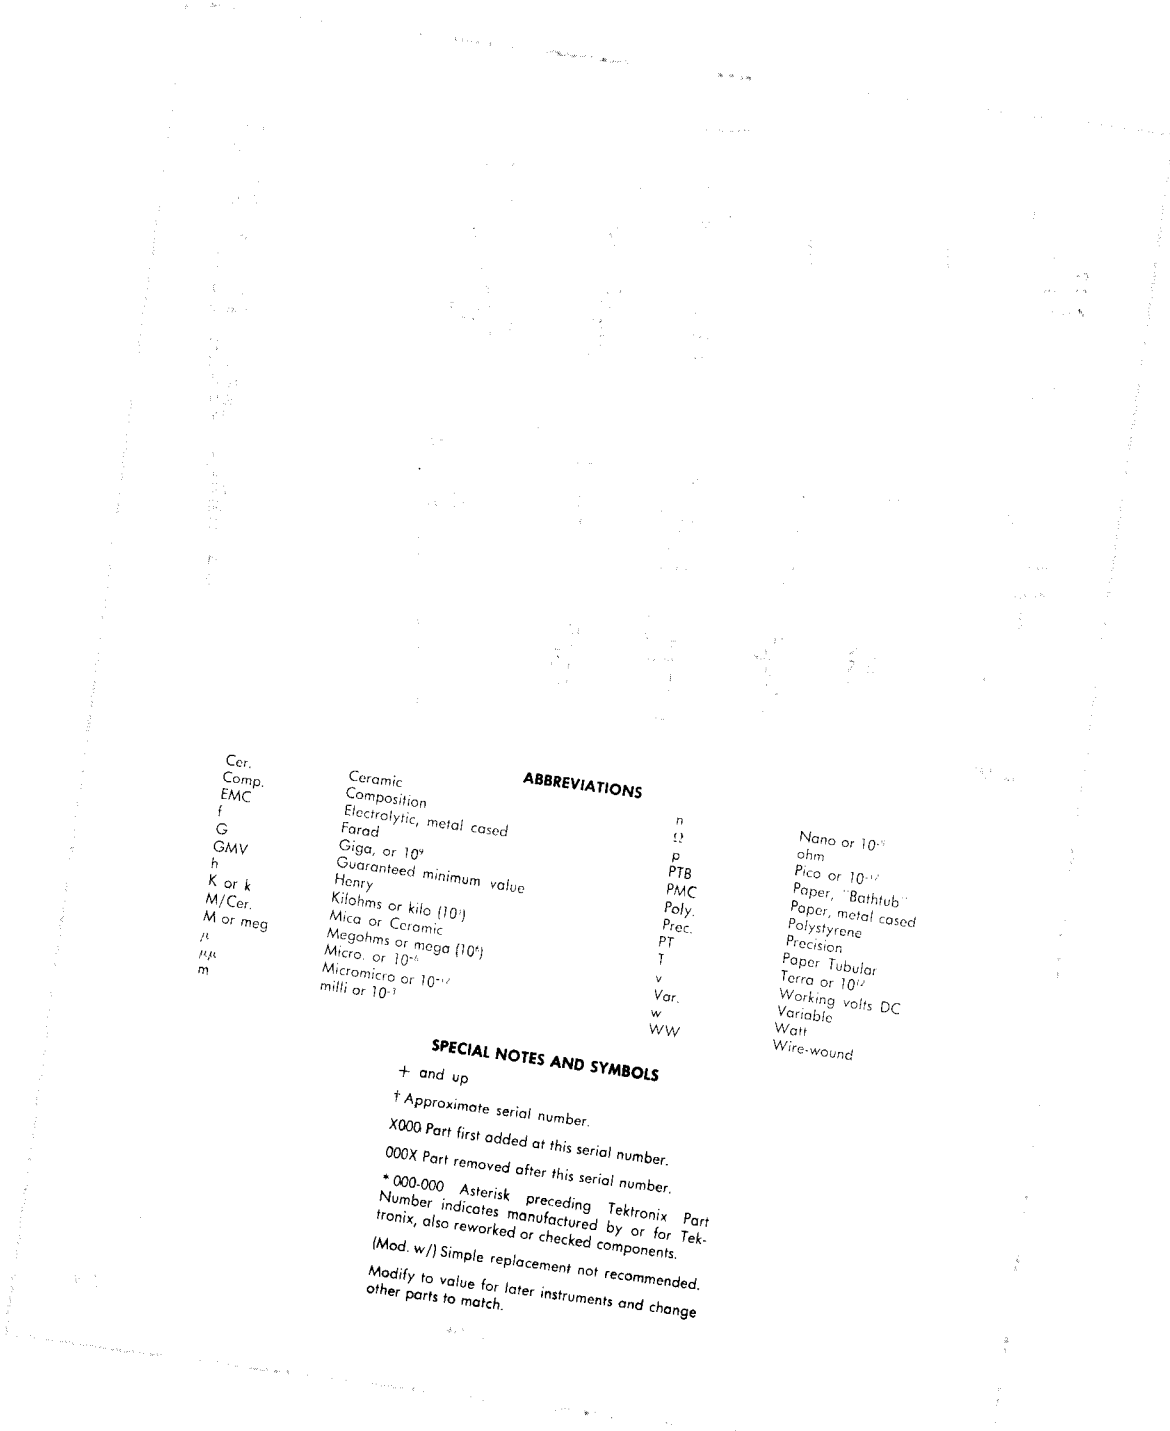 ABBREVIATIONS
Cer. Ceramic
Comp. Composition
EMC Electrolytic, metal cased
f Farad
G Giga, or 10⁹
GMV Guaranteed minimum value
h Henry
K or k Kilohms or kilo (10³)
M/Cer. Mica or Ceramic
M or meg Megohms or mega (10⁶)
μ Micro. or 10⁻⁶
μμ Micromicro or 10⁻¹²
m milli or 10⁻³
n Nano or 10⁻⁹
Ω ohm
p Pico or 10⁻¹²
PTB Paper, "Bathtub"
PMC Paper, metal cased
Poly. Polystyrene
Prec. Precision
PT Paper Tubular
T Terra or 10¹²
v Working volts DC
Var. Variable
w Watt
WW Wire-wound
SPECIAL NOTES AND SYMBOLS
+ and up
† Approximate serial number.
X000 Part first added at this serial number.
000X Part removed after this serial number.
* 000-000 Asterisk preceding Tektronix Part
Number indicates manufactured by or for Tek-
tronix, also reworked or checked components.
(Mod. w/) Simple replacement not recommended.
Modify to value for later instruments and change
other parts to match.